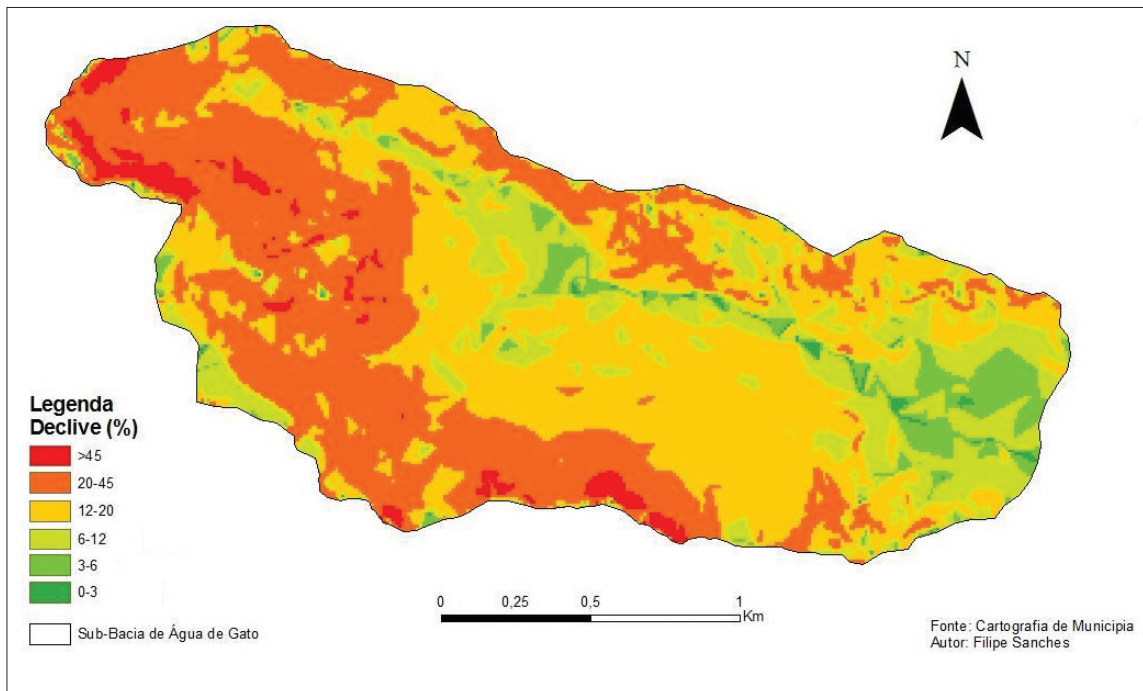 N
Legenda
Declive (%)
>45
20-45
12-20
6-12
3-6
0-3
Sub-Bacia de Água de Gato
0 0,25 0,5 1
Km
Fonte: Cartografia de Municipia
Autor: Filipe Sanches